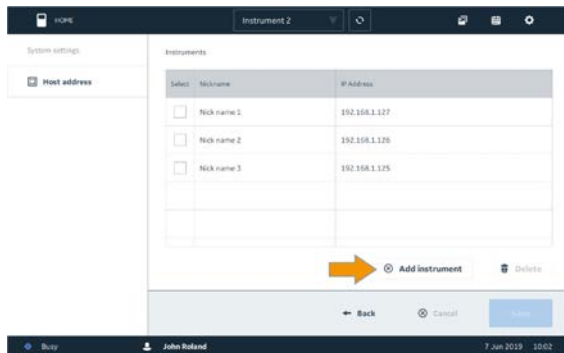 HOME Instrument 2
System settings
Host address
Instruments
Select Nickname IP Address
Nick name 1 192.168.1.127
Nick name 2 192.168.1.126
Nick name 3 192.168.1.125
Add instrument Delete
Back Cancel Save
Busy John Roland 7 Jun 2019 10:02